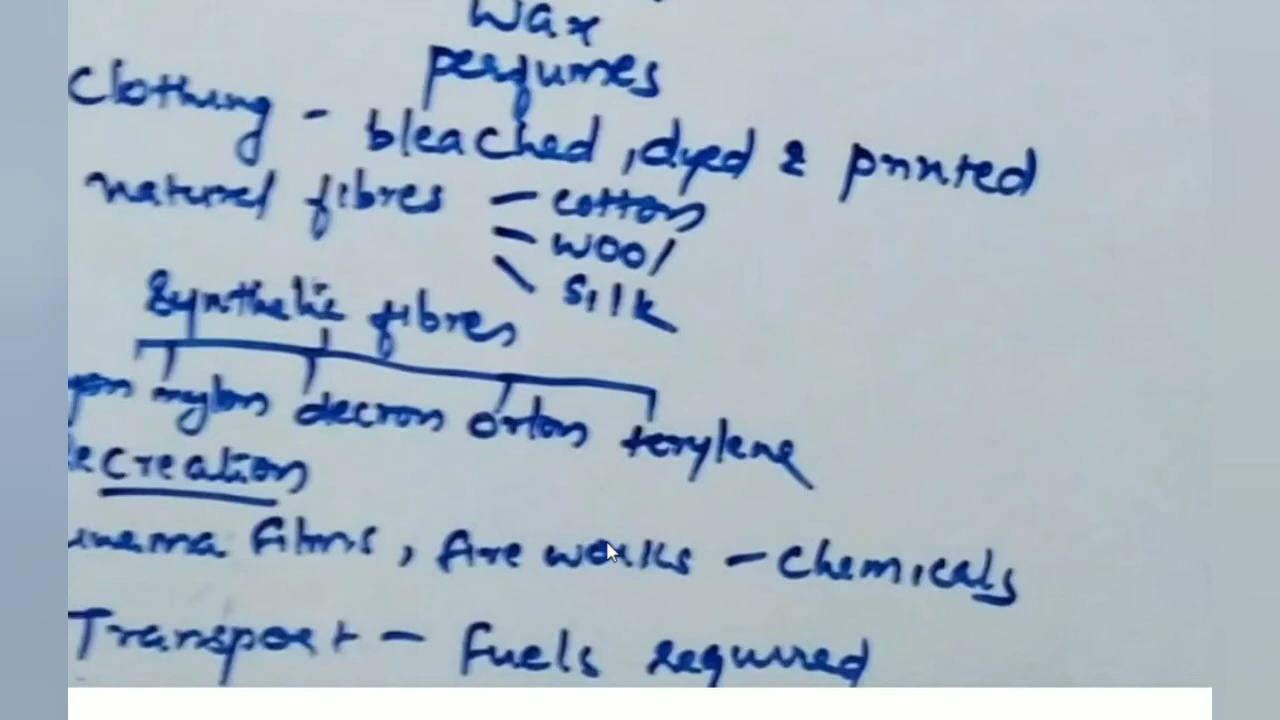 Wax
perfumes
Clothing - bleached, dyed & printed
natural fibres - cotton
- wool
\ silk
Synthetic fibres
nylon decron orlon terylene
ecreation
films, fire works - chemicals
Transport - fuels required